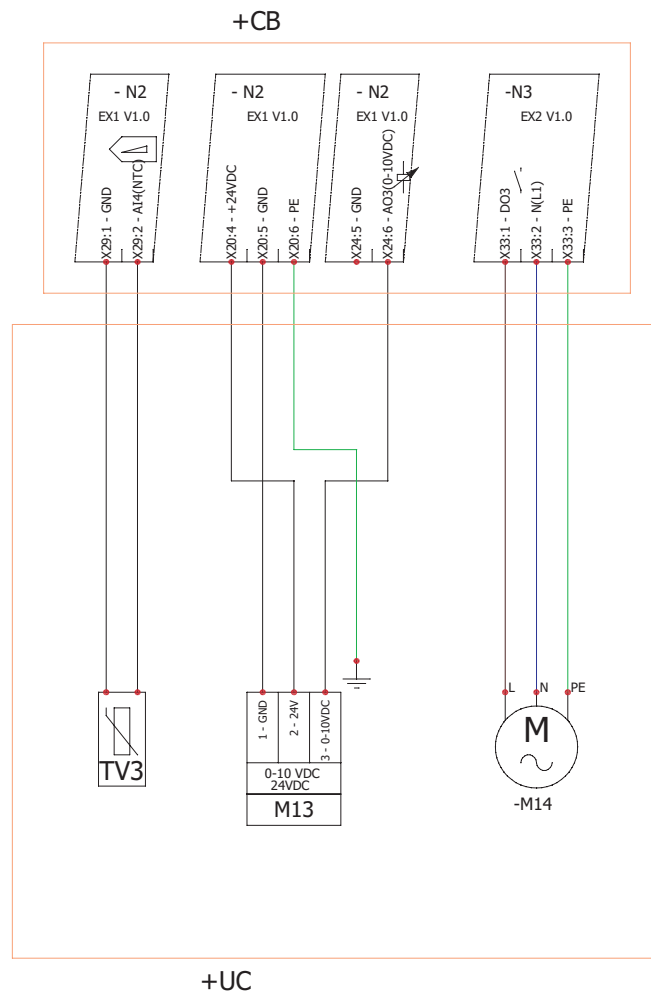 +CB
- N2
EX1 V1.0
X29:1 - GND
X29:2 - AI4(NTC)
- N2
EX1 V1.0
X20:4 - +24VDC
X20:5 - GND
X20:6 - PE
- N2
EX1 V1.0
X24:5 - GND
X24:6 - AO3(0-10VDC)
-N3
EX2 V1.0
X33:1 - DO3
X33:2 - N(L1)
X33:3 - PE
TV3
1 - GND
2 - 24V
3 - 0-10VDC
0-10 VDC
24VDC
M13
L
N
PE
M
-M14
+UC